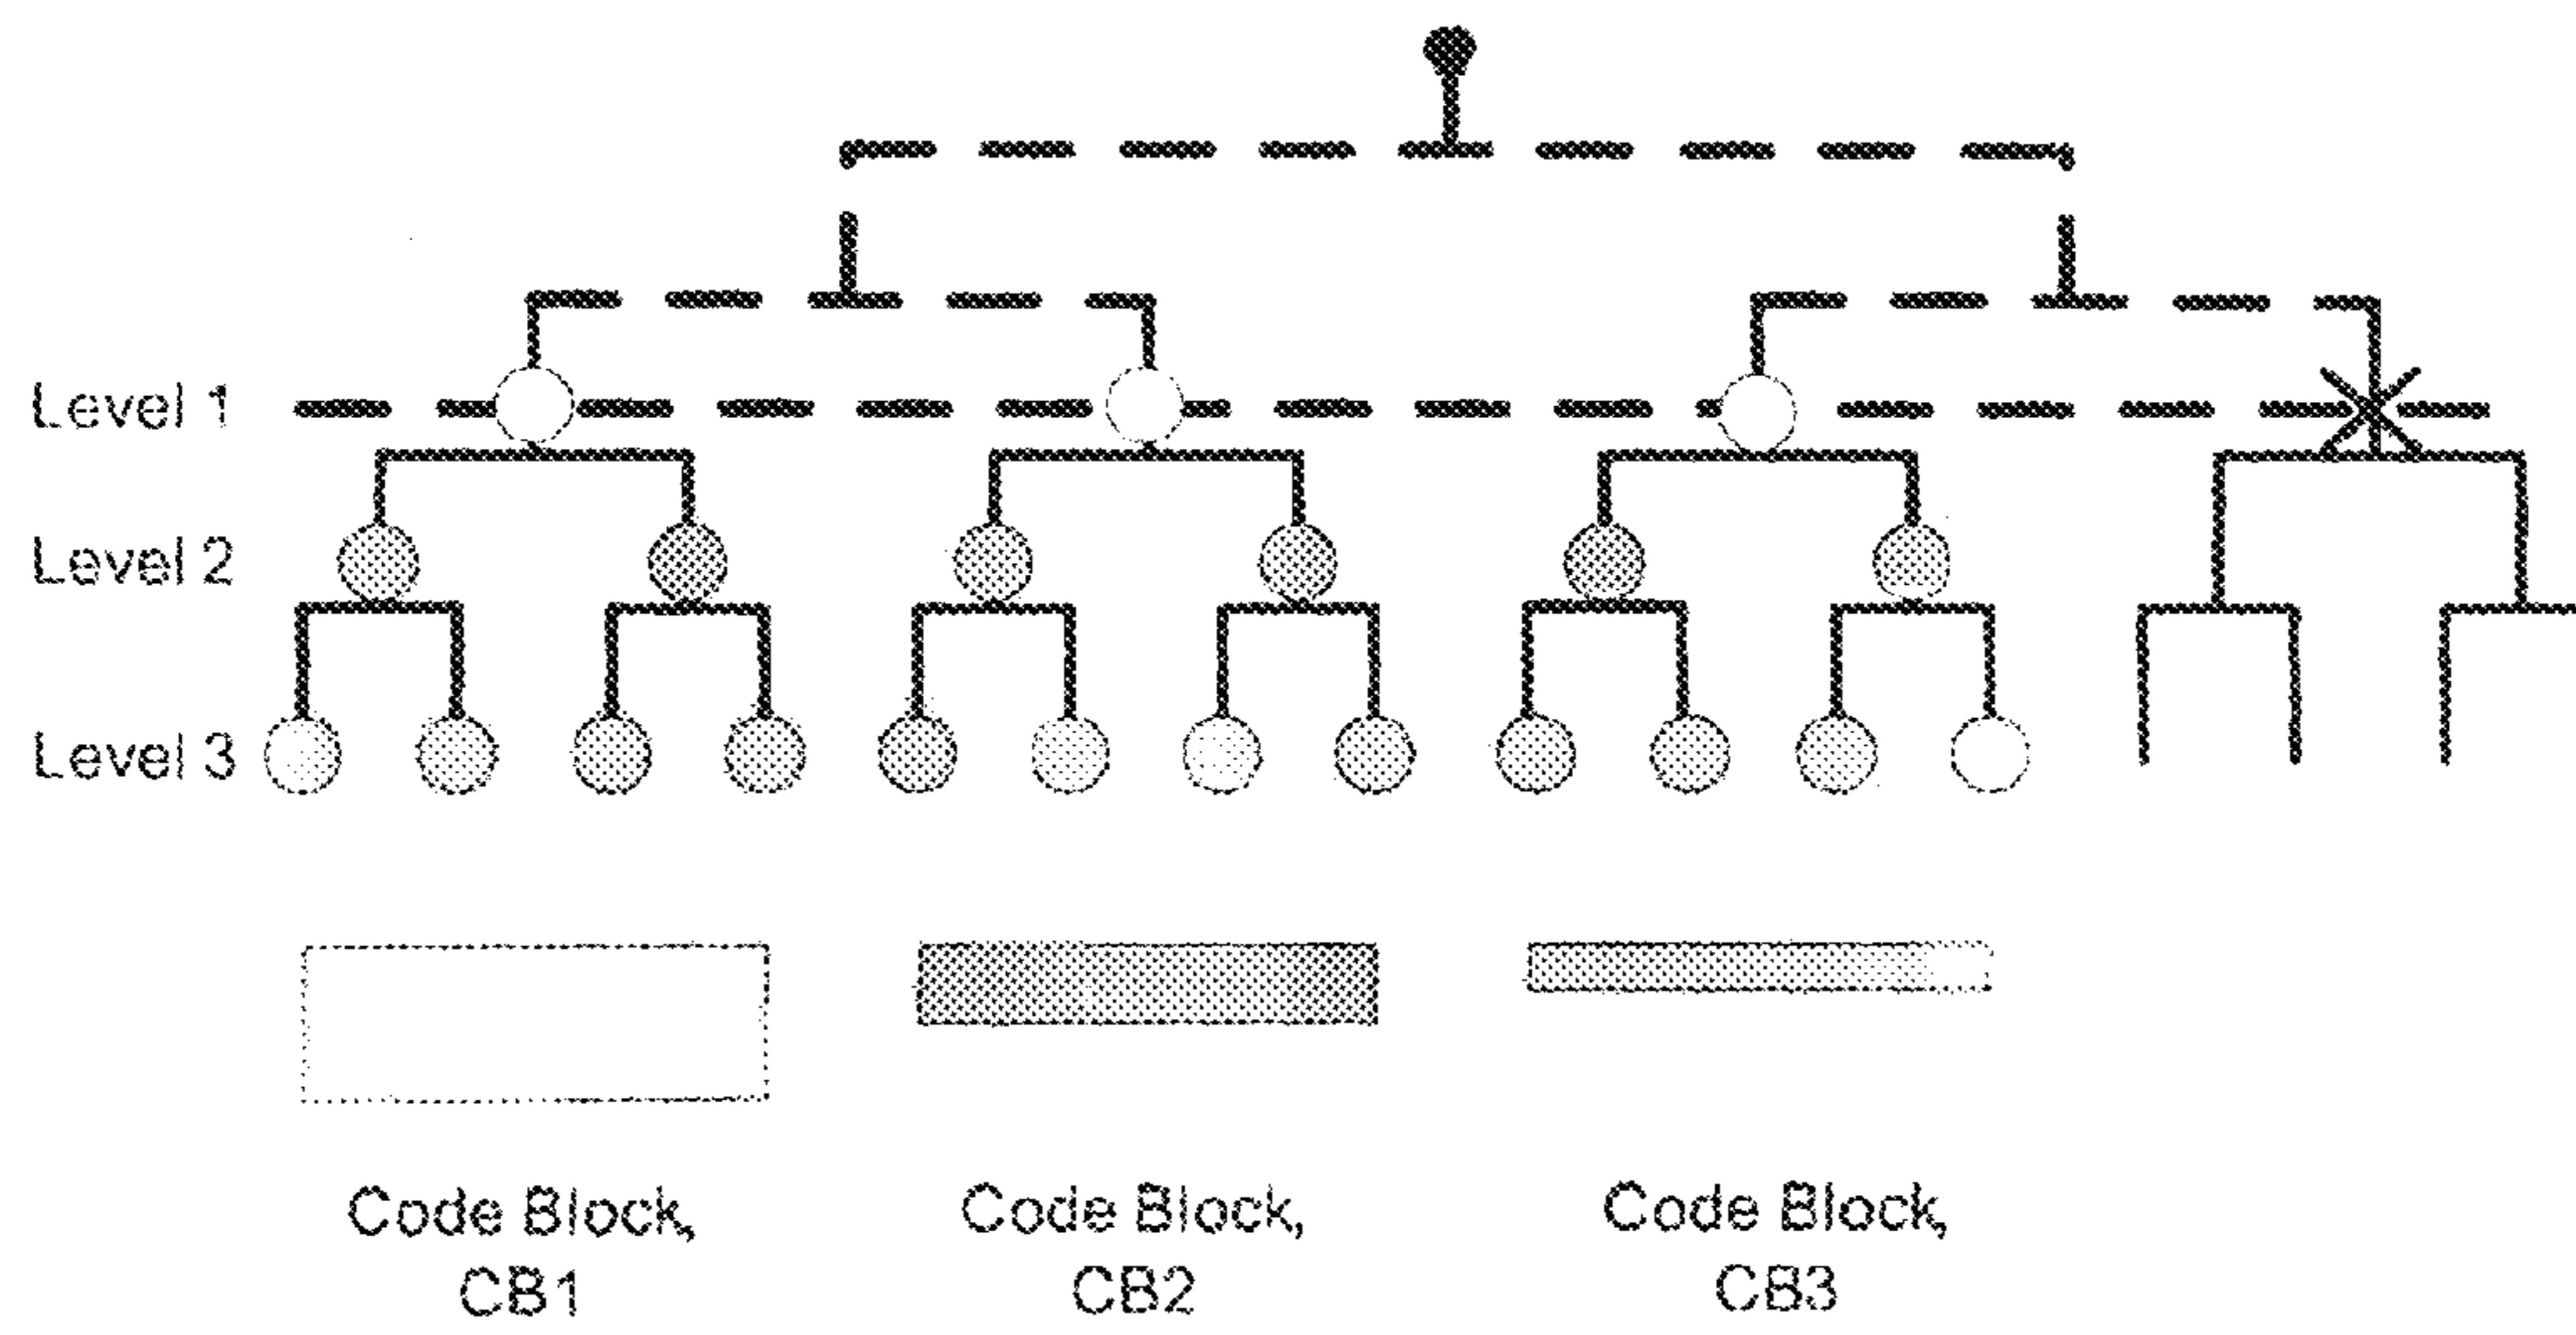 Level 1
Level 2
Level 3
Code Block,
CB1
Code Block,
CB2
Code Block,
CB3